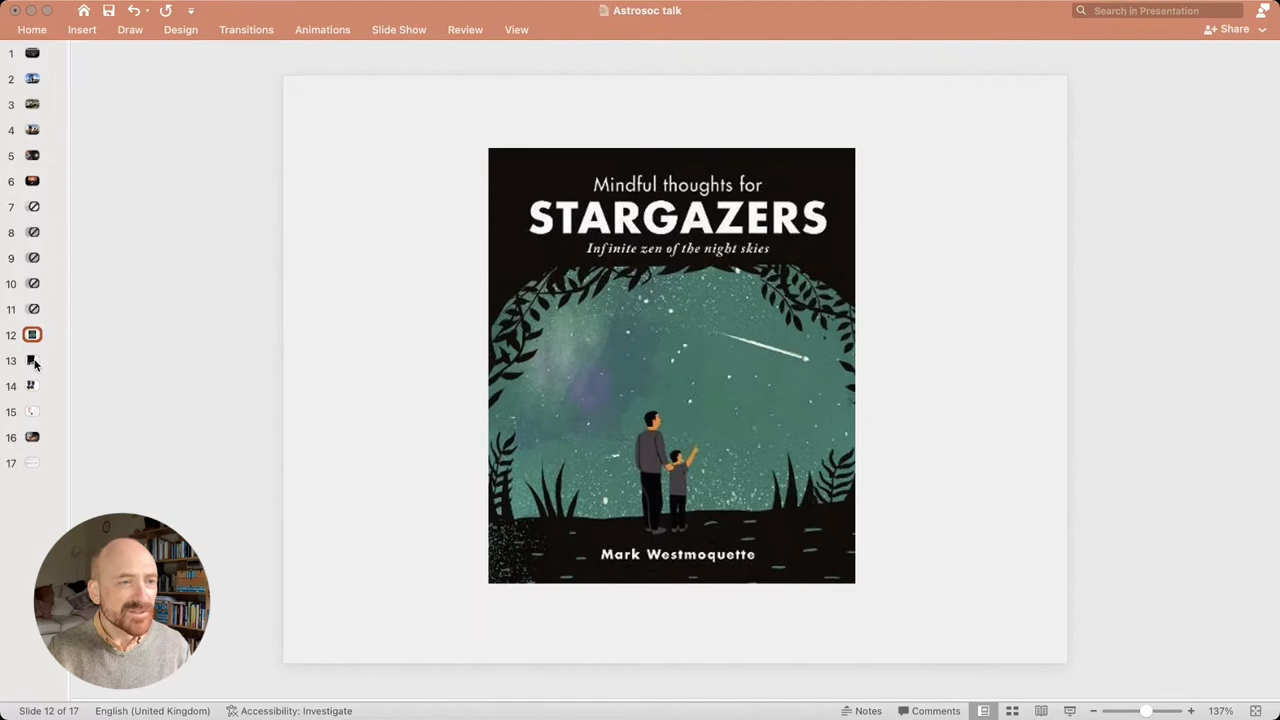 Astrosoc talk
Search in Presentation
Home Insert Draw Design Transitions Animations Slide Show Review View
Share
1
2
3
4
5
6
7
8
9
10
11
12
13
14
15
16
17
Mindful thoughts for
STARGAZERS
Infinite zen of the night skies
Mark Westmoquette
Slide 12 of 17 English (United Kingdom) Accessibility: Investigate Notes Comments 137%